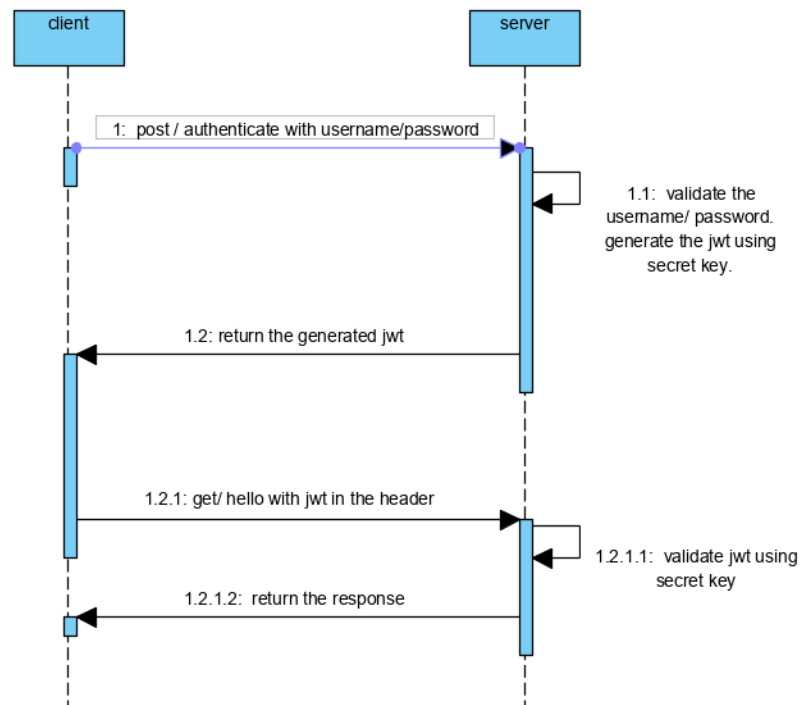 client
server
1: post / authenticate with username/password
1.1: validate the
username/ password.
generate the jwt using
secret key.
1.2: return the generated jwt
1.2.1: get/ hello with jwt in the header
1.2.1.1: validate jwt using
secret key
1.2.1.2: return the response